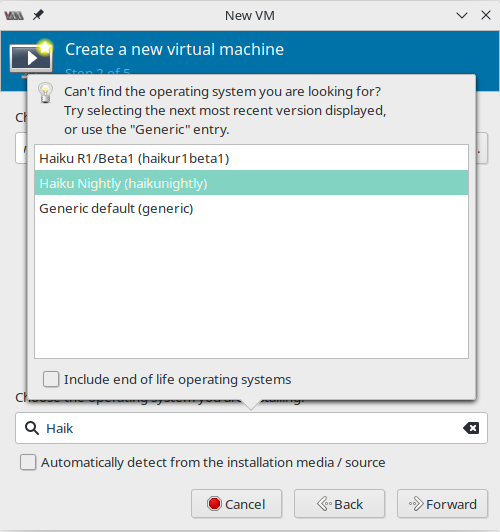 New VM
Create a new virtual machine
Step 2 of 5
Can't find the operating system you are looking for?
Try selecting the next most recent version displayed,
or use the "Generic" entry.
Haiku R1/Beta1 (haikur1beta1)
Haiku Nightly (haikunightly)
Generic default (generic)
Include end of life operating systems
Choose the operating system you are installing:
Haik
Automatically detect from the installation media / source
Cancel
Back
Forward